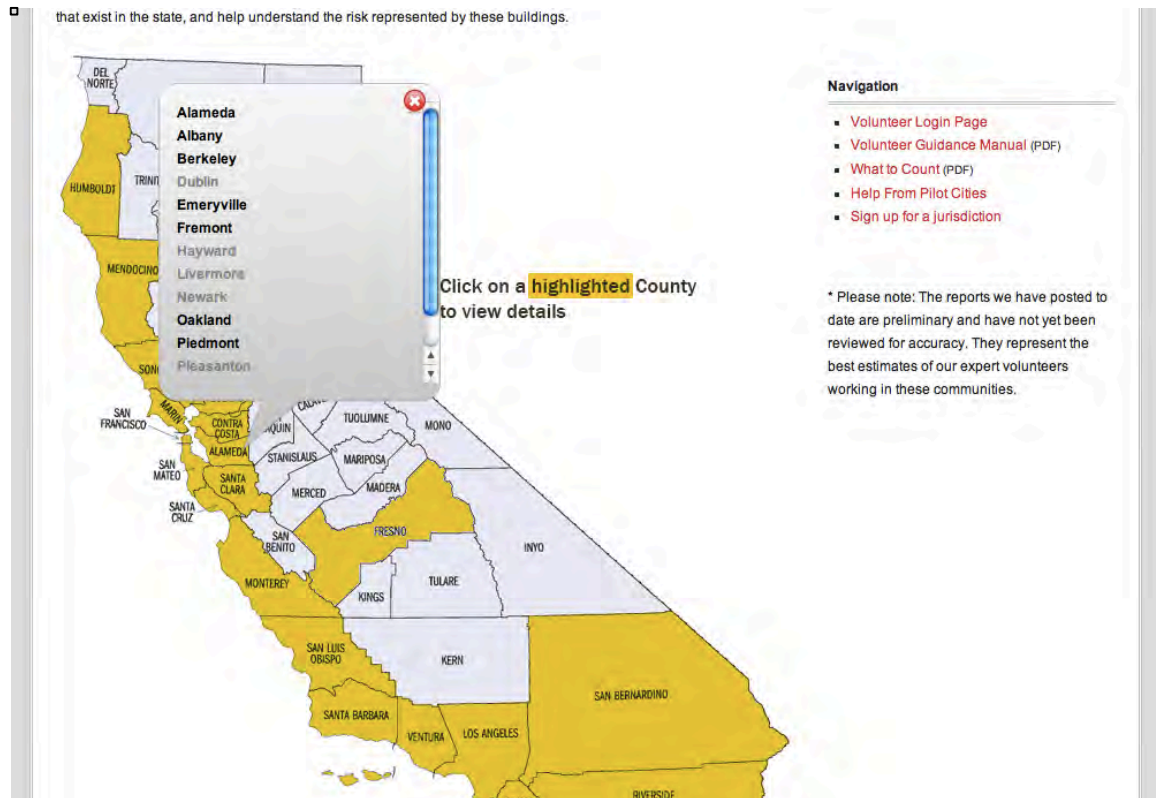 that exist in the state, and help understand the risk represented by these buildings.
DEL
NORTE
Alameda
Albany
Berkeley
Dublin
Emeryville
Fremont
Hayward
Livermore
Newark
Oakland
Piedmont
Pleasanton
HUMBOLDT
MENDOCINO
MARIN
SAN
FRANCISCO
CONTRA
COSTA
ALAMEDA
SAN
MATEO
SANTA
CLARA
SANTA
CRUZ
STANISLAUS
TUOLUMNE
MONO
MARIPOSA
MERCED
MADERA
SAN
BENITO
FRESNO
INYO
MONTEREY
KINGS
TULARE
SAN LUIS
OBISPO
KERN
SAN BERNARDINO
SANTA BARBARA
VENTURA
LOS ANGELES
RIVERSIDE
Click on a highlighted County
to view details
Navigation
Volunteer Login Page
Volunteer Guidance Manual (PDF)
What to Count (PDF)
Help From Pilot Cities
Sign up for a jurisdiction
* Please note: The reports we have posted to
date are preliminary and have not yet been
reviewed for accuracy. They represent the
best estimates of our expert volunteers
working in these communities.